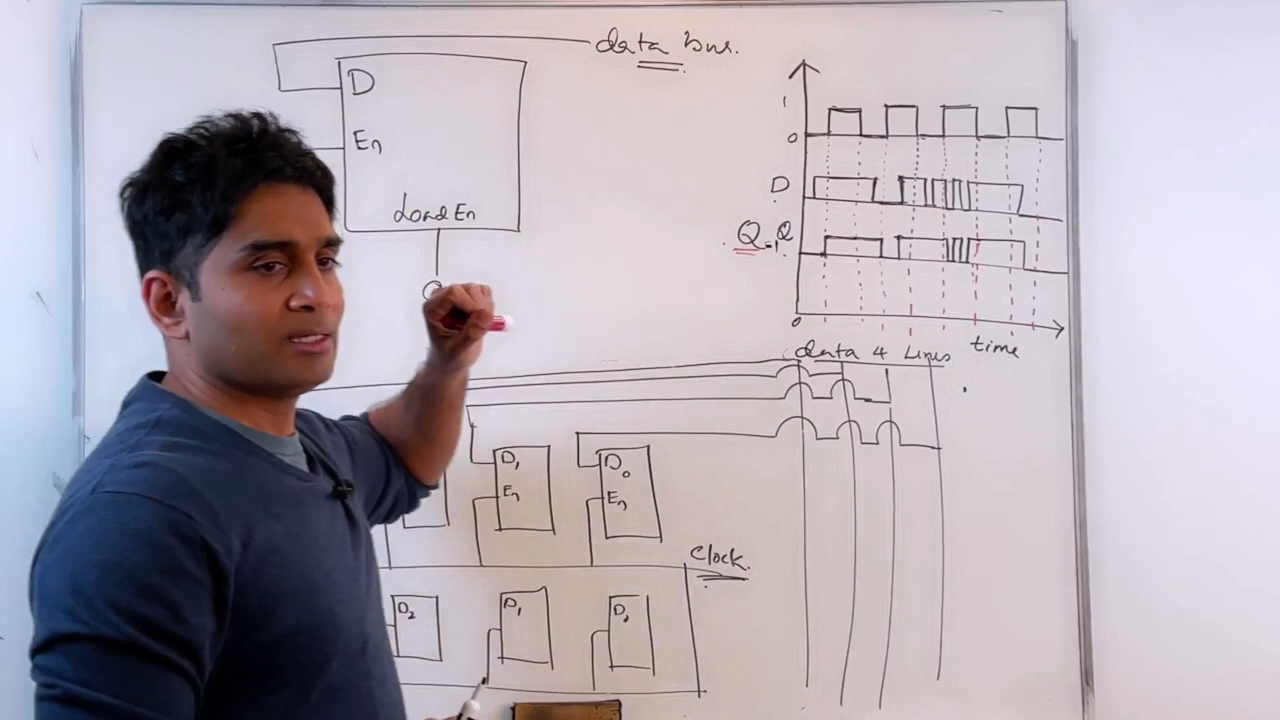 data bus.
D
En
Load En
1
0
D
Q
Q
0
time
data 4 Lines
D1
En
D0
En
Clock.
D2
D1
D0